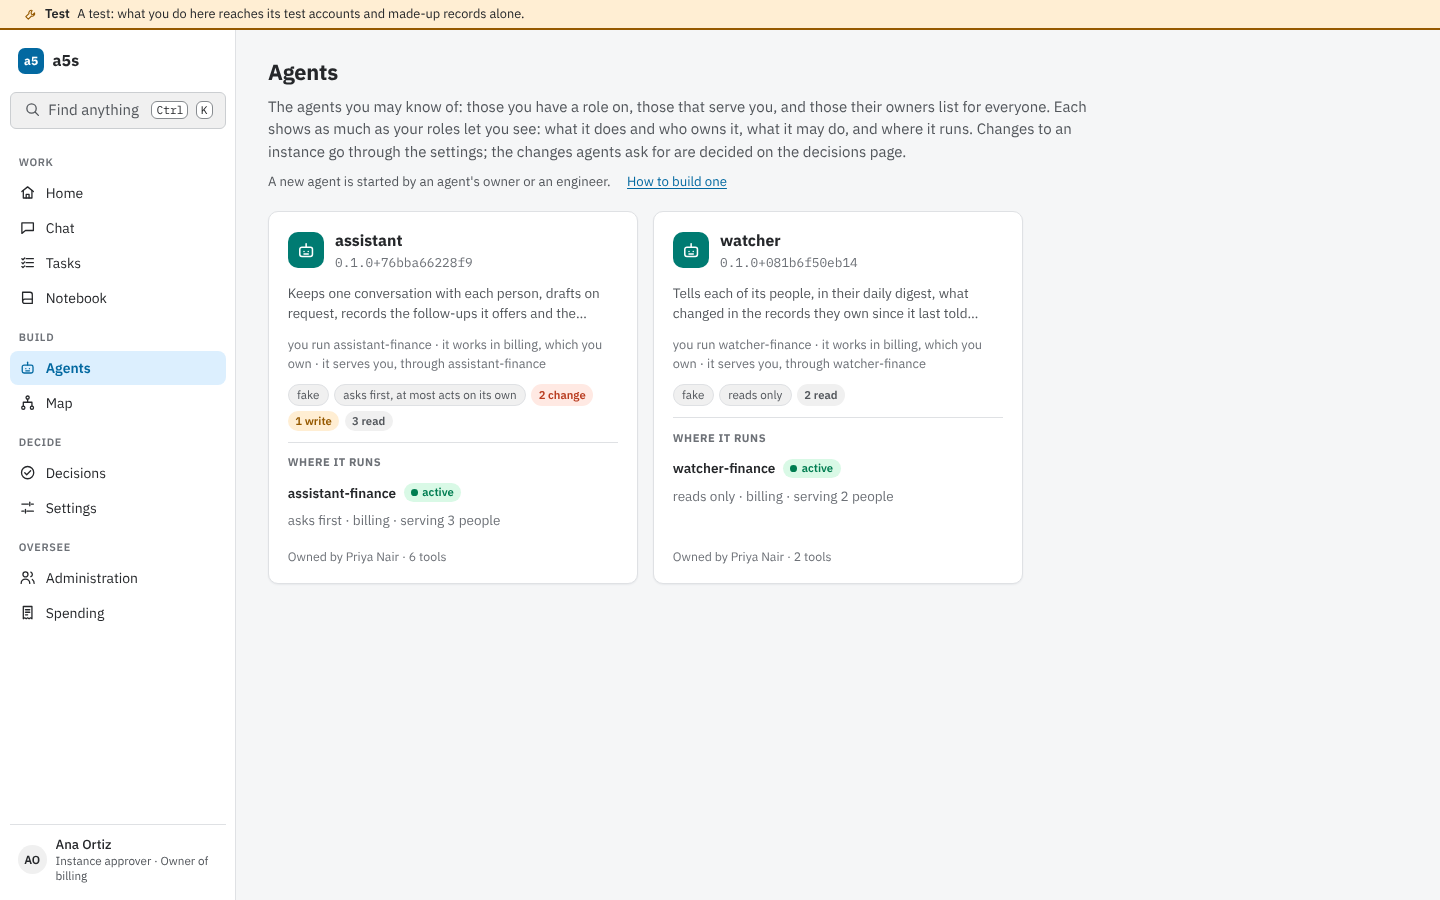 Test A test: what you do here reaches its test accounts and made-up records alone.
a5 a5s
Find anything Ctrl K
WORK
Home
Chat
Tasks
Notebook
BUILD
Agents
Map
DECIDE
Decisions
Settings
OVERSEE
Administration
Spending
AO Ana Ortiz
Instance approver · Owner of
billing
Agents
The agents you may know of: those you have a role on, those that serve you, and those their owners list for everyone. Each
shows as much as your roles let you see: what it does and who owns it, what it may do, and where it runs. Changes to an
instance go through the settings; the changes agents ask for are decided on the decisions page.
A new agent is started by an agent's owner or an engineer. How to build one
assistant
0.1.0+76bba66228f9
Keeps one conversation with each person, drafts on
request, records the follow-ups it offers and the…
you run assistant-finance · it works in billing, which you
own · it serves you, through assistant-finance
fake asks first, at most acts on its own 2 change
1 write 3 read
WHERE IT RUNS
assistant-finance active
asks first · billing · serving 3 people
Owned by Priya Nair · 6 tools
watcher
0.1.0+081b6f50eb14
Tells each of its people, in their daily digest, what
changed in the records they own since it last told…
you run watcher-finance · it works in billing, which you
own · it serves you, through watcher-finance
fake reads only 2 read
WHERE IT RUNS
watcher-finance active
reads only · billing · serving 2 people
Owned by Priya Nair · 2 tools